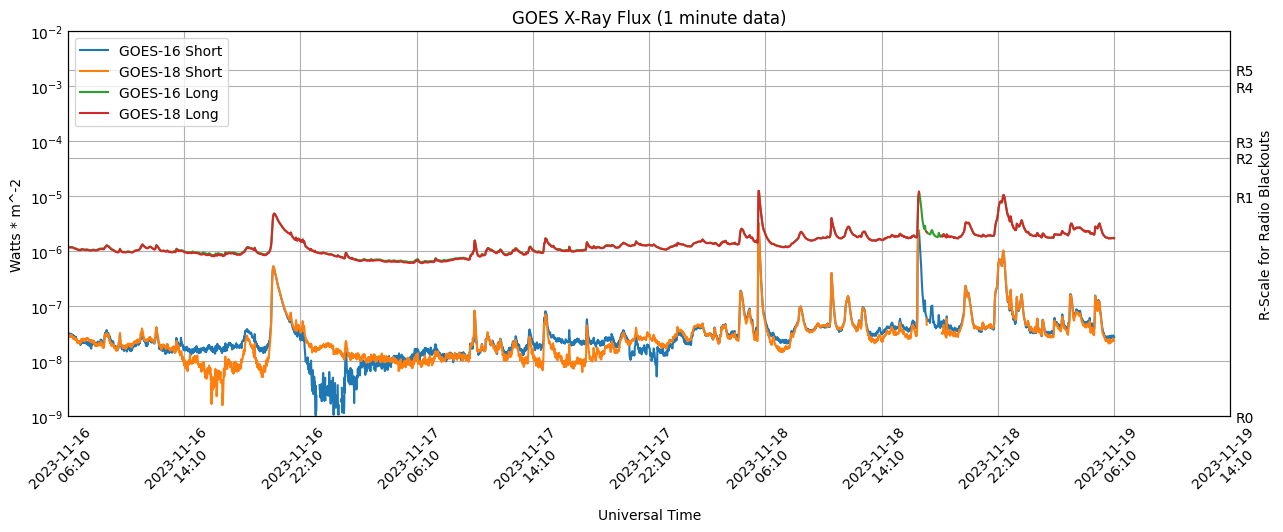 GOES X-Ray Flux (1 minute data)
GOES-16 Short
GOES-18 Short
GOES-16 Long
GOES-18 Long
10^-2
10^-3
10^-4
10^-5
10^-6
10^-7
10^-8
10^-9
Watts * m^-2
R5
R4
R3
R2
R1
R0
R-Scale for Radio Blackouts
2023-11-16
06:10
2023-11-16
14:10
2023-11-16
22:10
2023-11-17
06:10
2023-11-17
14:10
2023-11-17
22:10
2023-11-18
06:10
2023-11-18
14:10
2023-11-18
22:10
2023-11-19
06:10
2023-11-19
14:10
Universal Time